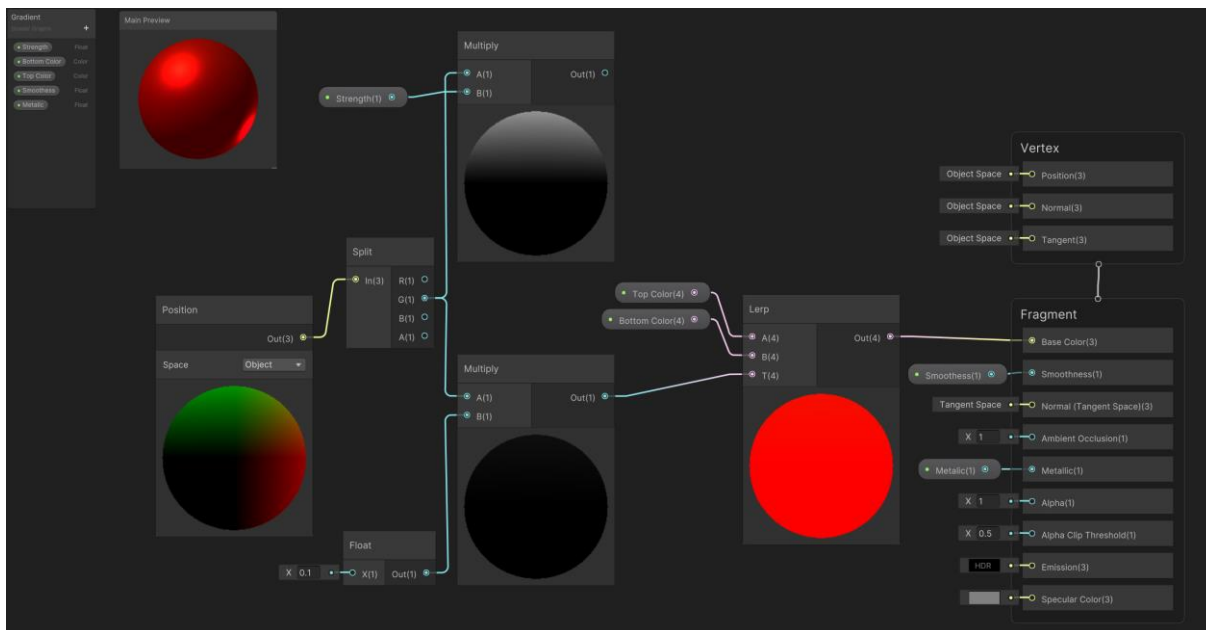 Gradient
Shader Graphs
+
Strength Float
Bottom Color Color
Top Color Color
Smoothess Float
Metalic Float
Main Preview
Multiply
A(1) Out(1)
B(1)
Strength(1)
Split
In(3) R(1)
G(1)
B(1)
A(1)
Position
Out(3)
Space Object
Multiply
A(1) Out(1)
B(1)
Float
X 0.1 X(1) Out(1)
Top Color(4)
Bottom Color(4)
Lerp
A(4) Out(4)
B(4)
T(4)
Vertex
Object Space Position(3)
Object Space Normal(3)
Object Space Tangent(3)
Fragment
Base Color(3)
Smoothess(1) Smoothness(1)
Tangent Space Normal (Tangent Space)(3)
X 1 Ambient Occlusion(1)
Metalic(1) Metallic(1)
X 1 Alpha(1)
X 0.5 Alpha Clip Threshold(1)
HDR Emission(3)
Specular Color(3)